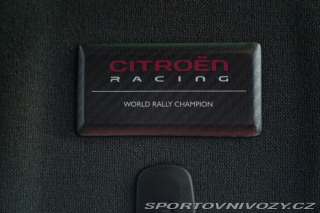 CITROËN
RACING
WORLD RALLY CHAMPION
SPORTOVNIVOZY.CZ